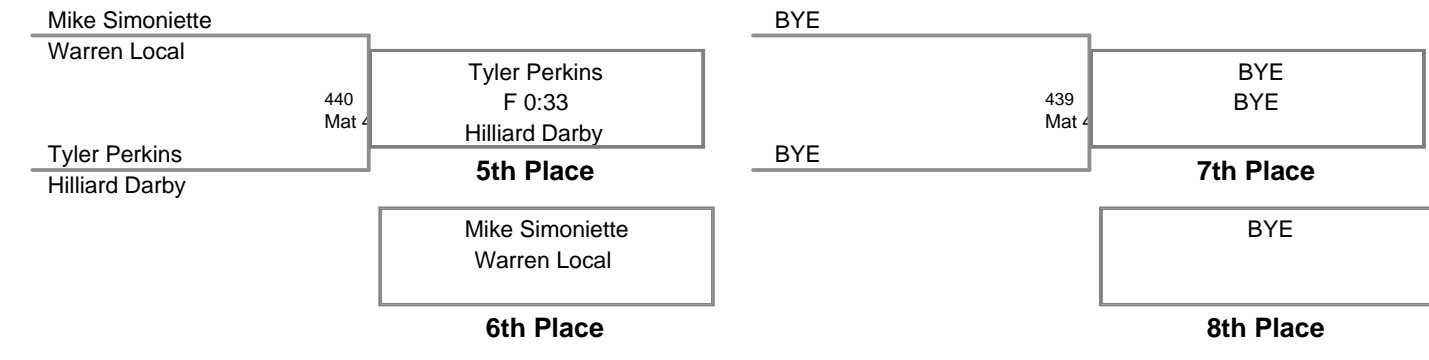 Mike Simoniette
Warren Local
440
Mat 4
Tyler Perkins
Hilliard Darby
Tyler Perkins
F 0:33
Hilliard Darby
5th Place
Mike Simoniette
Warren Local
6th Place
BYE
439
Mat 4
BYE
BYE
BYE
7th Place
BYE
8th Place